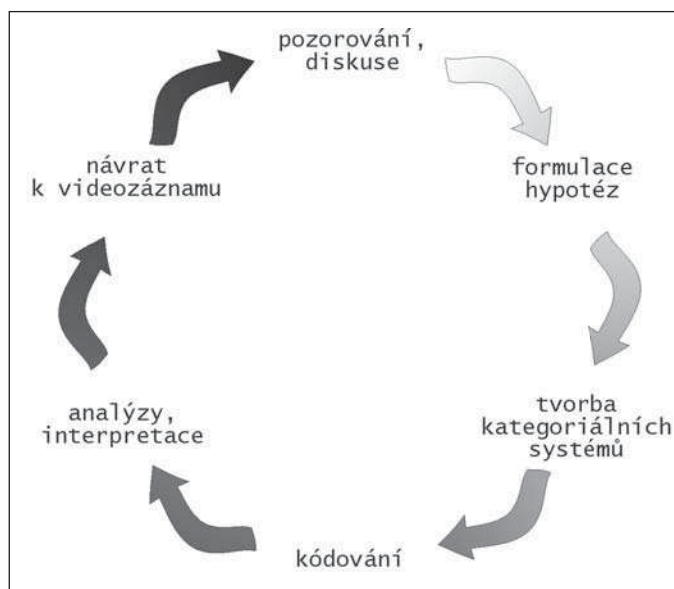 pozorování,
diskuse
formulace
hypotéz
tvorba
kategoriálních
systémů
kódování
analýzy,
interpretace
návrat
k videozáznamu